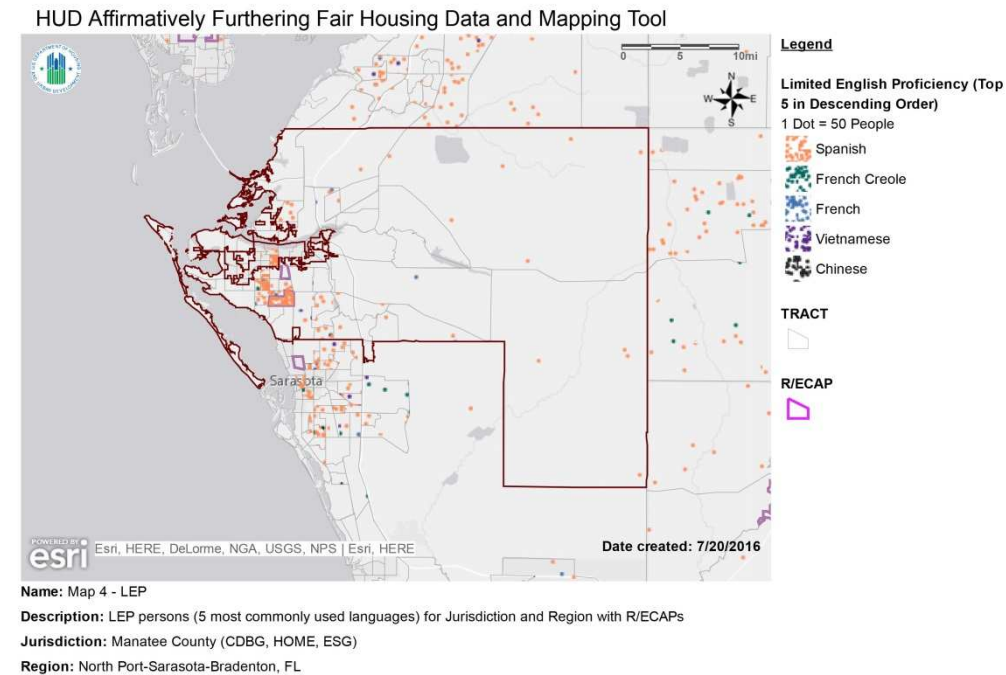 HUD Affirmatively Furthering Fair Housing Data and Mapping Tool
0 5 10mi
N
W E
S
Sarasota
POWERED BY
esri
Esri, HERE, DeLorme, NGA, USGS, NPS | Esri, HERE
Date created: 7/20/2016
Legend
Limited English Proficiency (Top
5 in Descending Order)
1 Dot = 50 People
Spanish
French Creole
French
Vietnamese
Chinese
TRACT
R/ECAP
Name: Map 4 - LEP
Description: LEP persons (5 most commonly used languages) for Jurisdiction and Region with R/ECAPs
Jurisdiction: Manatee County (CDBG, HOME, ESG)
Region: North Port-Sarasota-Bradenton, FL